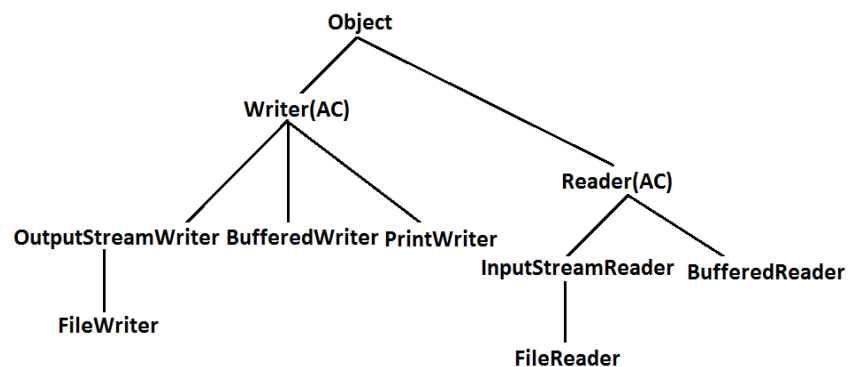 Object
Writer(AC)
Reader(AC)
OutputStreamWriter BufferedWriter PrintWriter
InputStreamReader BufferedReader
FileWriter
FileReader